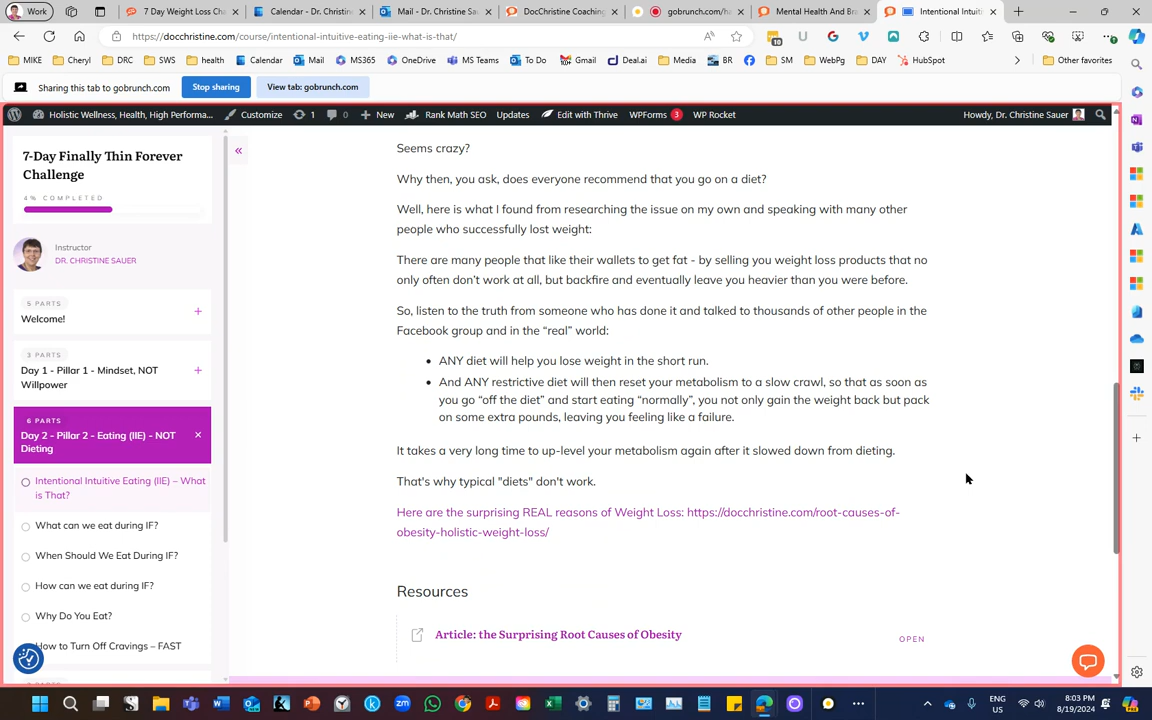 Work
7 Day Weight Loss Cha
Calendar - Dr. Christine
Mail - Dr. Christine Sau
DocChristine Coaching
gobrunch.com/ha
Mental Health And Bra
Intentional Intuiti
https://docchristine.com/course/intentional-intuitive-eating-iie-what-is-this/
10
MIKE
Cheryl
DRC
SWS
health
Calendar
Mail
MS365
OneDrive
MS Teams
To Do
Gmail
Deal.ai
Media
BR
SM
WebPg
DAY
HubSpot
Other favorites
Sharing this tab to gobrunch.com
Stop sharing
View tab: gobrunch.com
Holistic Wellness, Health, High Performa...
Customize
1
0
New
Rank Math SEO
Updates
Edit with Thrive
WPForms 3
WP Rocket
Howdy, Dr. Christine Sauer
7-Day Finally Thin Forever
Challenge
4% COMPLETED
Instructor
DR. CHRISTINE SAUER
5 PARTS
Welcome!
3 PARTS
Day 1 - Pillar 1 - Mindset, NOT
Willpower
6 PARTS
Day 2 - Pillar 2 - Eating (IIE) - NOT
Dieting
Intentional Intuitive Eating (IIE) – What
is That?
What can we eat during IF?
When Should We Eat During IF?
How can we eat during IF?
Why Do You Eat?
How to Turn Off Cravings – FAST
Seems crazy?
Why then, you ask, does everyone recommend that you go on a diet?
Well, here is what I found from researching the issue on my own and speaking with many other
people who successfully lost weight:
There are many people that like their wallets to get fat - by selling you weight loss products that no
only often don't work at all, but backfire and eventually leave you heavier than you were before.
So, listen to the truth from someone who has done it and talked to thousands of other people in the
Facebook group and in the "real" world:
• ANY diet will help you lose weight in the short run.
• And ANY restrictive diet will then reset your metabolism to a slow crawl, so that as soon as
you go "off the diet" and start eating "normally", you not only gain the weight back but pack
on some extra pounds, leaving you feeling like a failure.
It takes a very long time to up-level your metabolism again after it slowed down from dieting.
That's why typical "diets" don't work.
Here are the surprising REAL reasons of Weight Loss: https://docchristine.com/root-causes-of-
obesity-holistic-weight-loss/
Resources
Article: the Surprising Root Causes of Obesity
OPEN
ENG
US
8:03 PM
8/19/2024